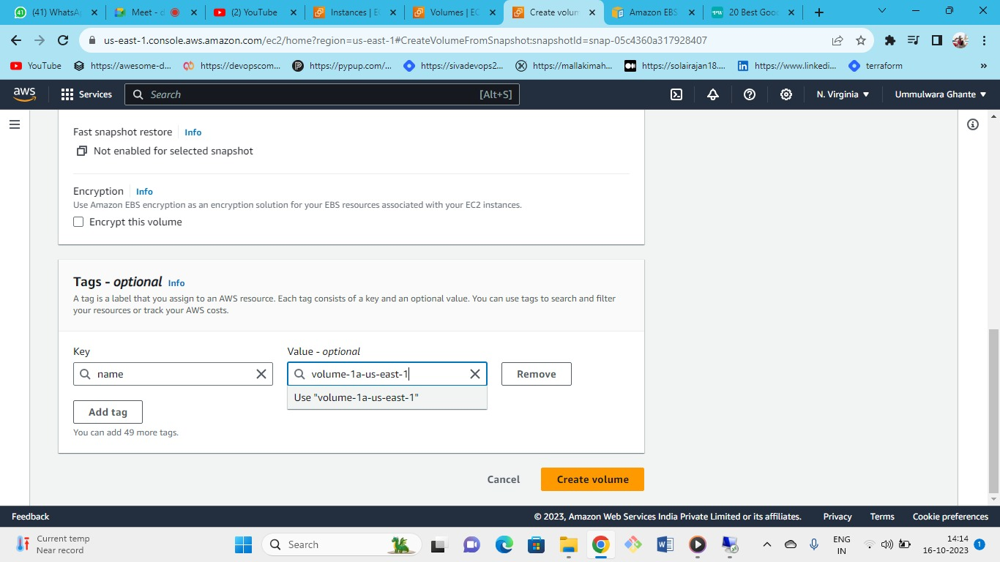 (41) WhatsA
Meet - d
(2) YouTube
Instances | E
Volumes | EC
Create volum
Amazon EBS
20 Best Goo
us-east-1.console.aws.amazon.com/ec2/home?region=us-east-1#CreateVolumeFromSnapshot:snapshotId=snap-05c4360a317928407
YouTube https://awesome-d... https://devopscom... https://pypup.com/... https://sivadevops2... https://mallakimah... https://solairajan18.... https://www.linkedi... terraform »
aws Services Search [Alt+S] N. Virginia Ummulwara Ghante
Fast snapshot restore Info
Not enabled for selected snapshot
Encryption Info
Use Amazon EBS encryption as an encryption solution for your EBS resources associated with your EC2 instances.
Encrypt this volume
Tags - optional Info
A tag is a label that you assign to an AWS resource. Each tag consists of a key and an optional value. You can use tags to search and filter
your resources or track your AWS costs.
Key Value - optional
name volume-1a-us-east-1 Remove
Use "volume-1a-us-east-1"
Add tag
You can add 49 more tags.
Cancel Create volume
Feedback © 2023, Amazon Web Services India Private Limited or its affiliates. Privacy Terms Cookie preferences
Current temp
Near record
Search
ENG
IN
14:14
16-10-2023
1